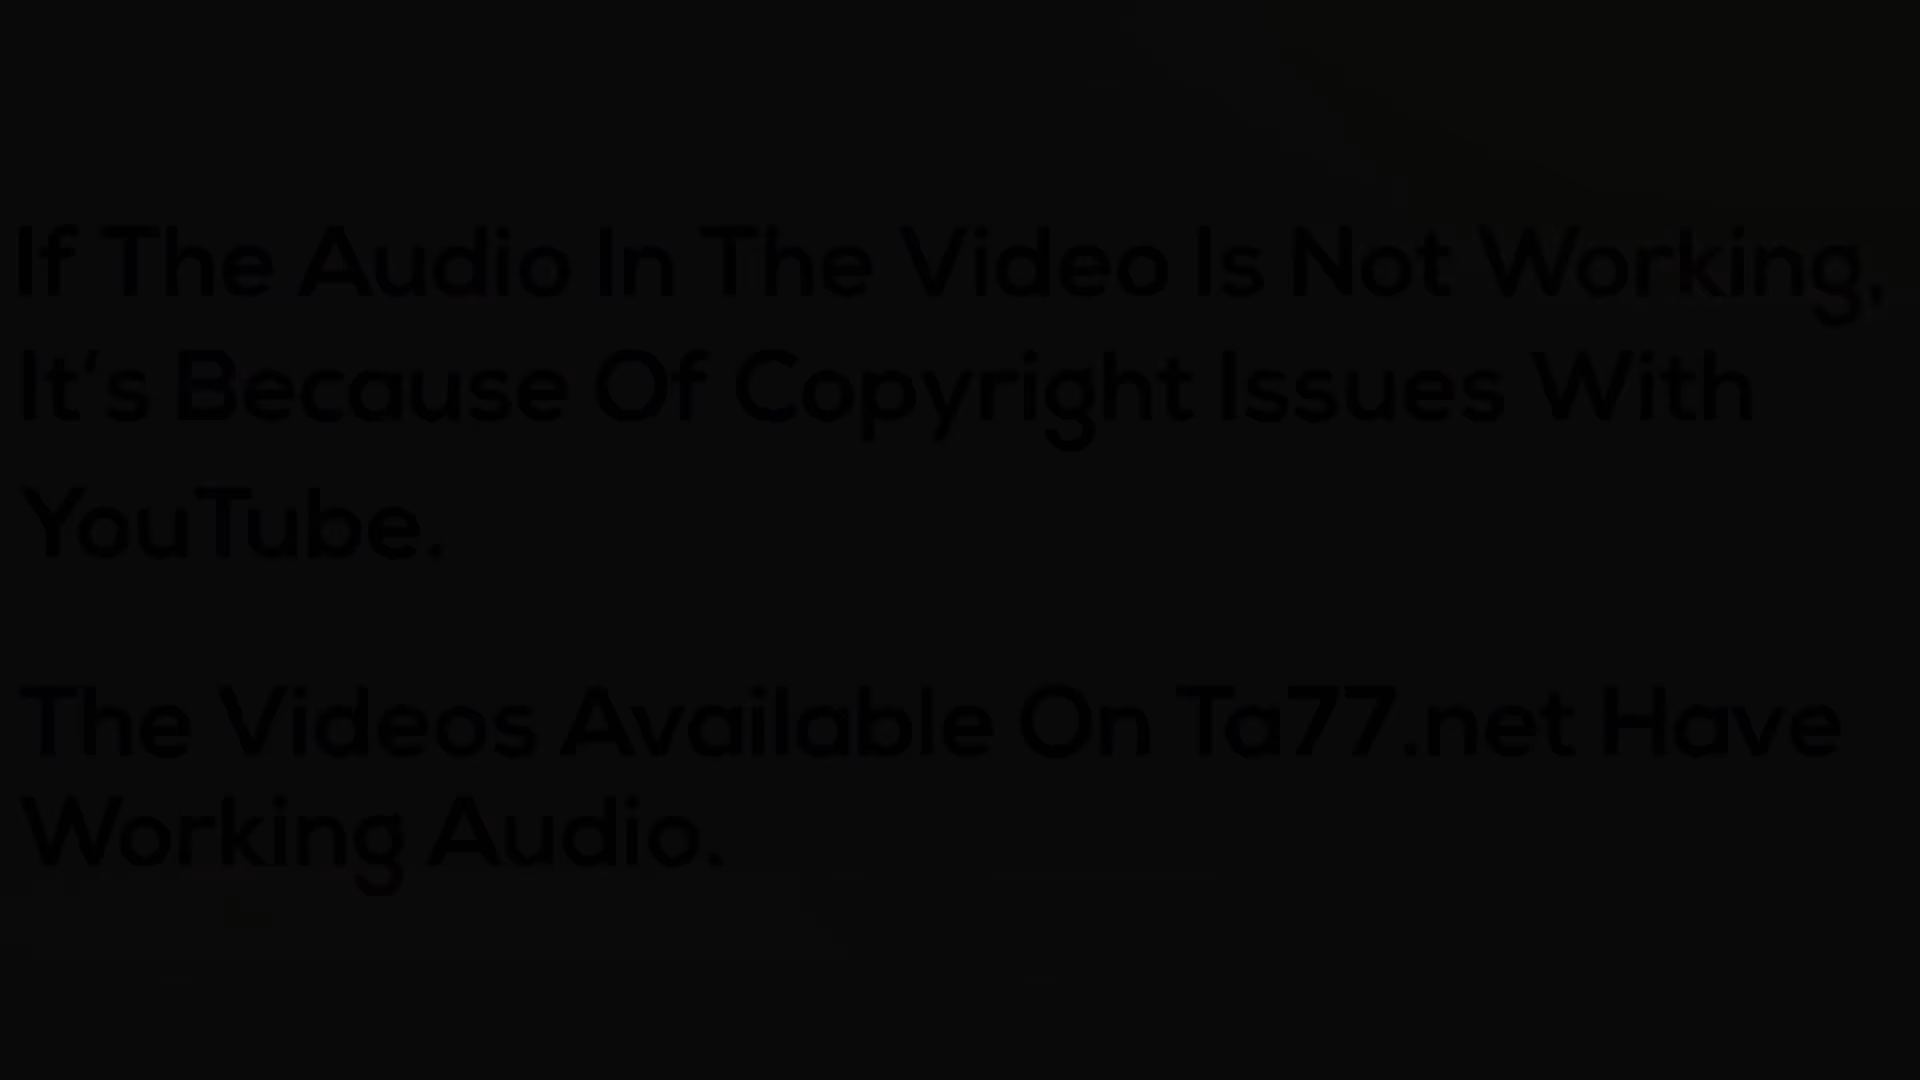 If The Audio In The Video Is Not Working,
It's Because Of Copyright Issues With
YouTube.
The Videos Available On Ta77.net Have
Working Audio.